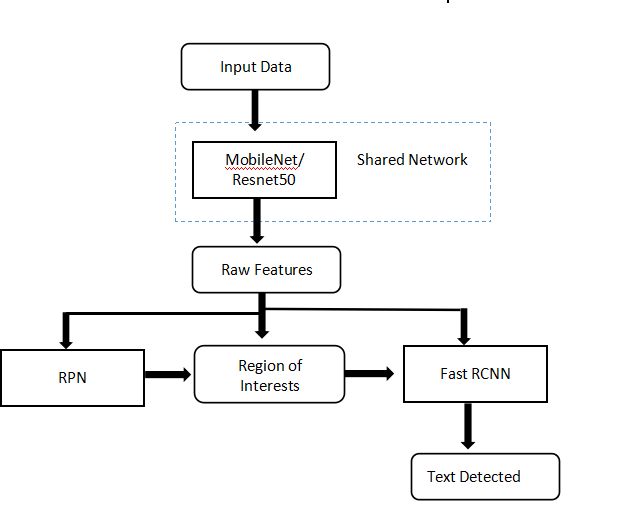 Input Data
MobileNet/
Resnet50
Shared Network
Raw Features
RPN
Region of
Interests
Fast RCNN
Text Detected